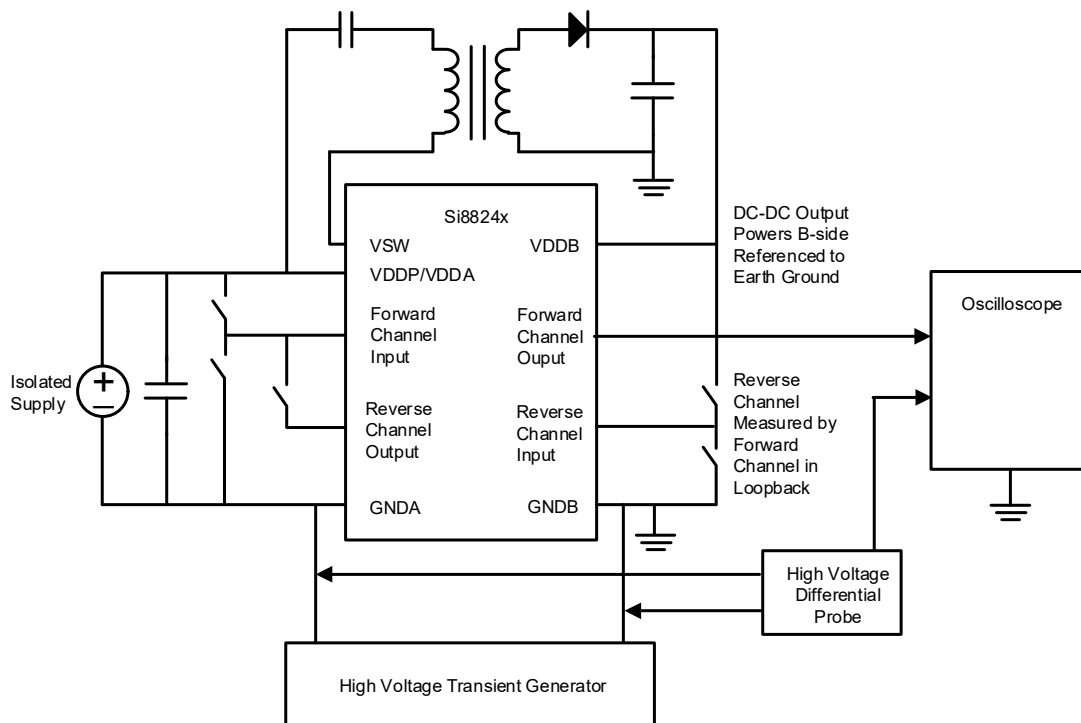 Si8824x
VSW
VDDB
VDDP/VDDA
Forward
Channel
Input
Forward
Channel
Ouput
Reverse
Channel
Output
Reverse
Channel
Input
GNDA
GNDB
Isolated
Supply
+
−
DC-DC Output
Powers B-side
Referenced to
Earth Ground
Reverse
Channel
Measured by
Forward
Channel in
Loopback
Oscilloscope
High Voltage
Differential
Probe
High Voltage Transient Generator